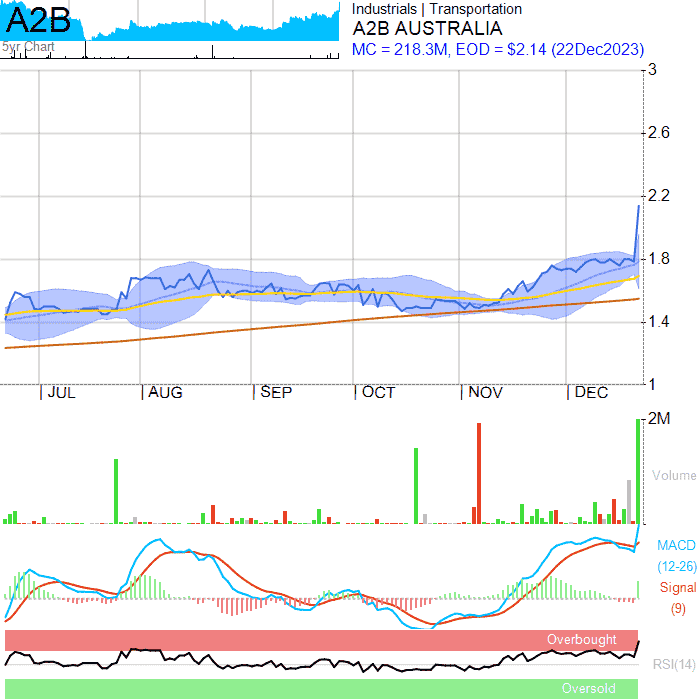 A2B
5yr Chart
Industrials | Transportation
A2B AUSTRALIA
MC = 218.3M, EOD = $2.14 (22Dec2023)
3
2.6
2.2
1.8
1.4
1
| JUL | AUG | SEP | OCT | NOV | DEC
2M
Volume
MACD
(12-26)
Signal
(9)
Overbought
RSI(14)
Oversold